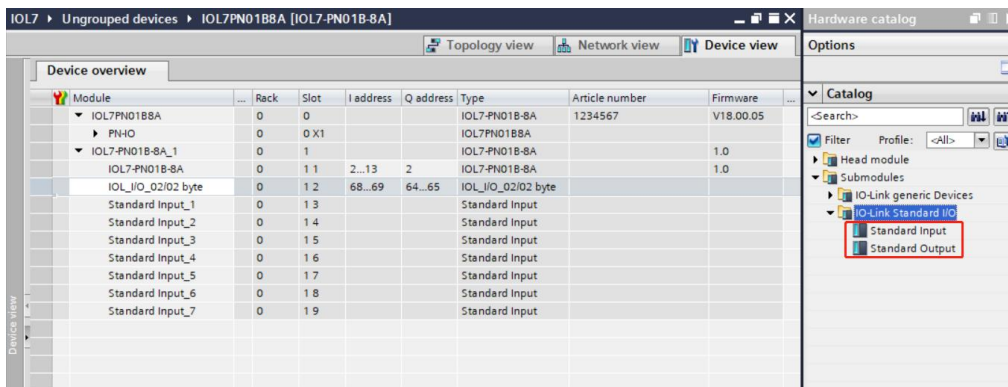 IOL7 ▸ Ungrouped devices ▸ IOL7PN01B8A [IOL7-PN01B-8A]
Hardware catalog
Topology view Network view Device view
Options
Device overview
Module ... Rack Slot I address Q address Type Article number Firmware ...
IOL7PN01B8A 0 0 IOL7-PN01B-8A 1234567 V18.00.05
PN-IO 0 0 X1 IOL7PN01B8A
IOL7-PN01B-8A_1 0 1 IOL7-PN01B-8A 1.0
IOL7-PN01B-8A 0 1 1 2...13 2 IOL7-PN01B-8A 1.0
IOL_I/O_02/02 byte 0 1 2 68...69 64...65 IOL_I/O_02/02 byte
Standard Input_1 0 1 3 Standard Input
Standard Input_2 0 1 4 Standard Input
Standard Input_3 0 1 5 Standard Input
Standard Input_4 0 1 6 Standard Input
Standard Input_5 0 1 7 Standard Input
Standard Input_6 0 1 8 Standard Input
Standard Input_7 0 1 9 Standard Input
Device view
Catalog
<Search>
Filter Profile: <All>
Head module
Submodules
IO-Link generic Devices
IO-Link Standard I/O
Standard Input
Standard Output